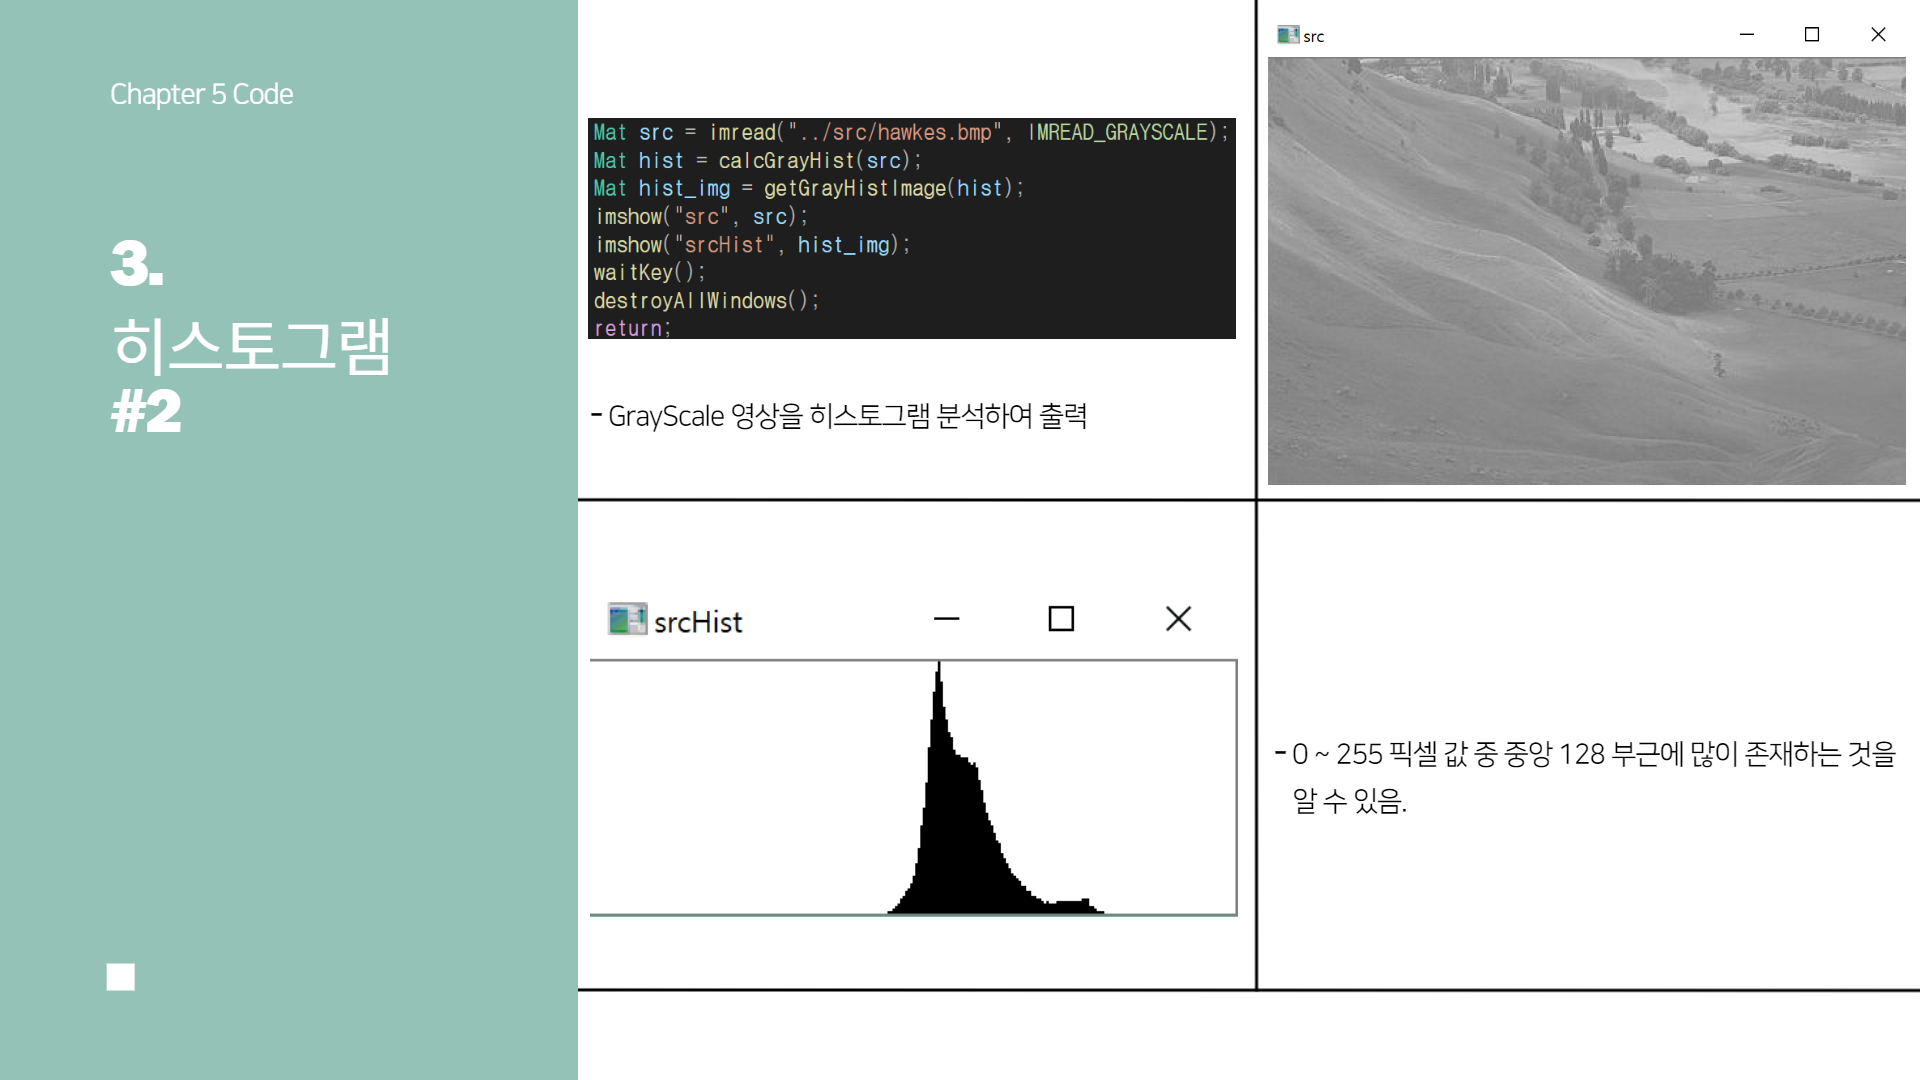 Chapter 5 Code
3.
히스토그램
#2
Mat src = imread("../src/hawkes.bmp", IMREAD_GRAYSCALE);
Mat hist = calcGrayHist(src);
Mat hist_img = getGrayHistImage(hist);
imshow("src", src);
imshow("srcHist", hist_img);
waitKey();
destroyAllWindows();
return;
- GrayScale 영상을 히스토그램 분석하여 출력
src
srcHist
- 0 ~ 255 픽셀 값 중 중앙 128 부근에 많이 존재하는 것을
알 수 있음.